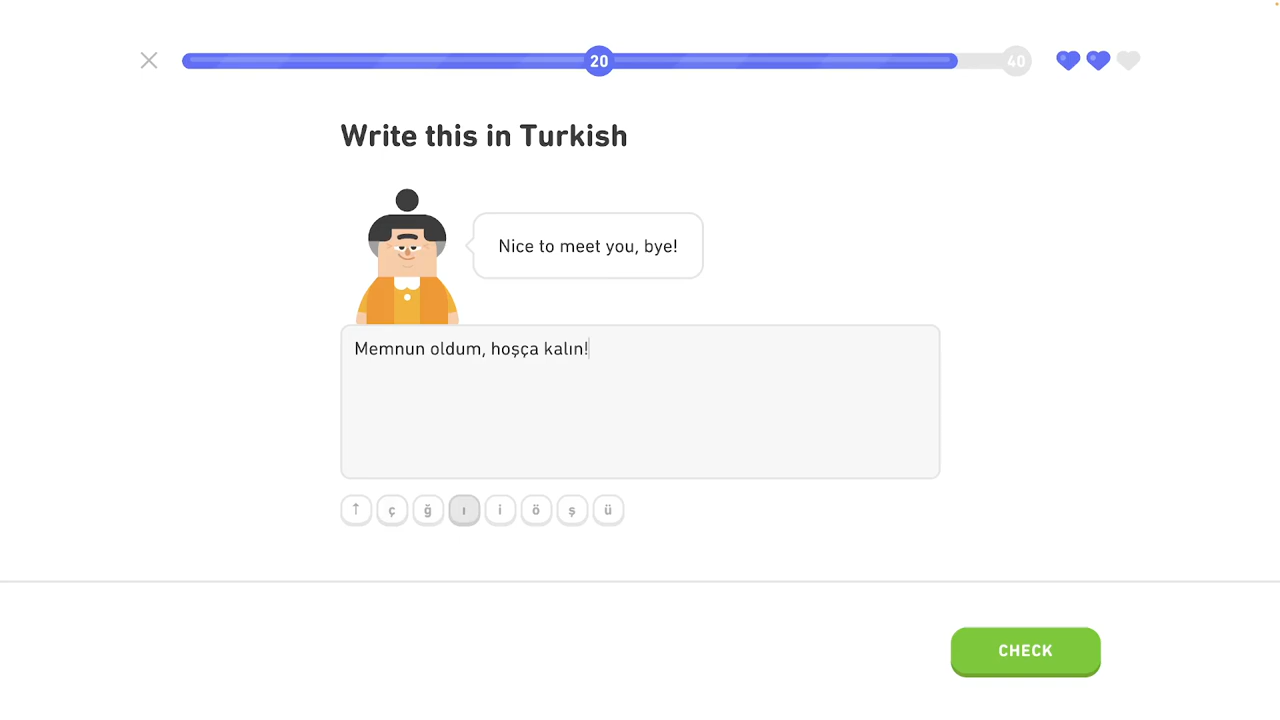 20
40
Write this in Turkish
Nice to meet you, bye!
Memnun oldum, hoşça kalın!
↑ ç ğ ı i ö ş ü
CHECK